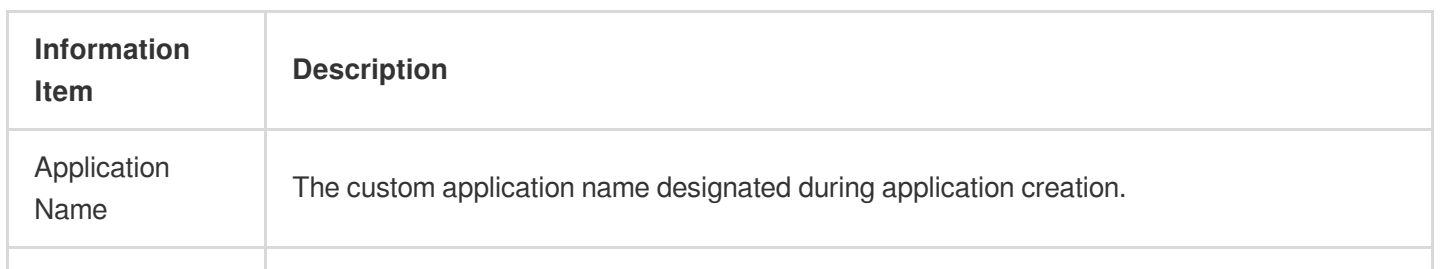 Information
Item
Description
Application
Name
The custom application name designated during application creation.